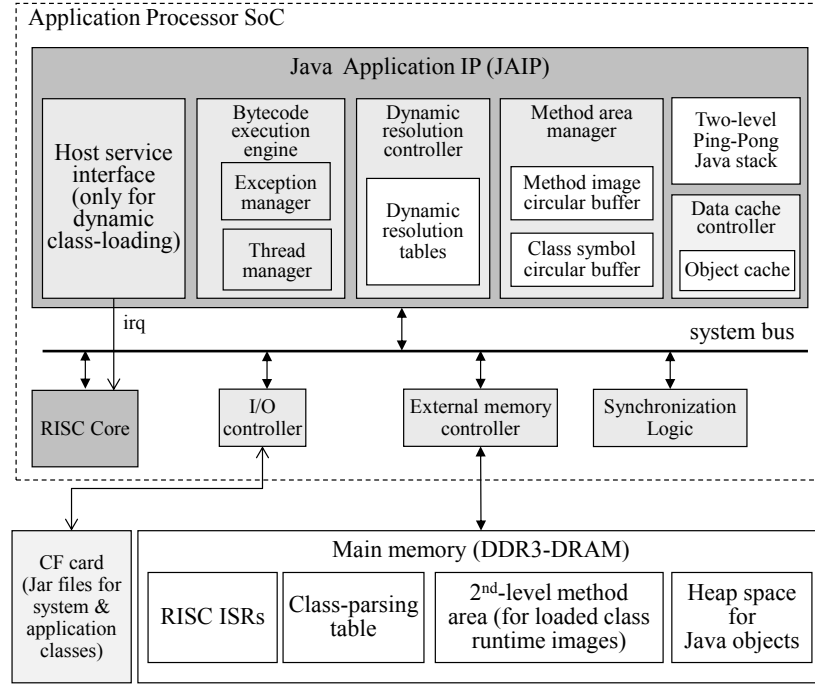 Application Processor SoC
Java Application IP (JAIP)
Host service
interface
(only for
dynamic
class-loading)
Bytecode
execution
engine
Exception
manager
Thread
manager
Dynamic
resolution
controller
Dynamic
resolution
tables
Method area
manager
Method image
circular buffer
Class symbol
circular buffer
Two-level
Ping-Pong
Java stack
Data cache
controller
Object cache
irq
system bus
RISC Core
I/O
controller
External memory
controller
Synchronization
Logic
CF card
(Jar files for
system &
application
classes)
Main memory (DDR3-DRAM)
RISC ISRs
Class-parsing
table
2nd-level method
area (for loaded class
runtime images)
Heap space
for
Java objects